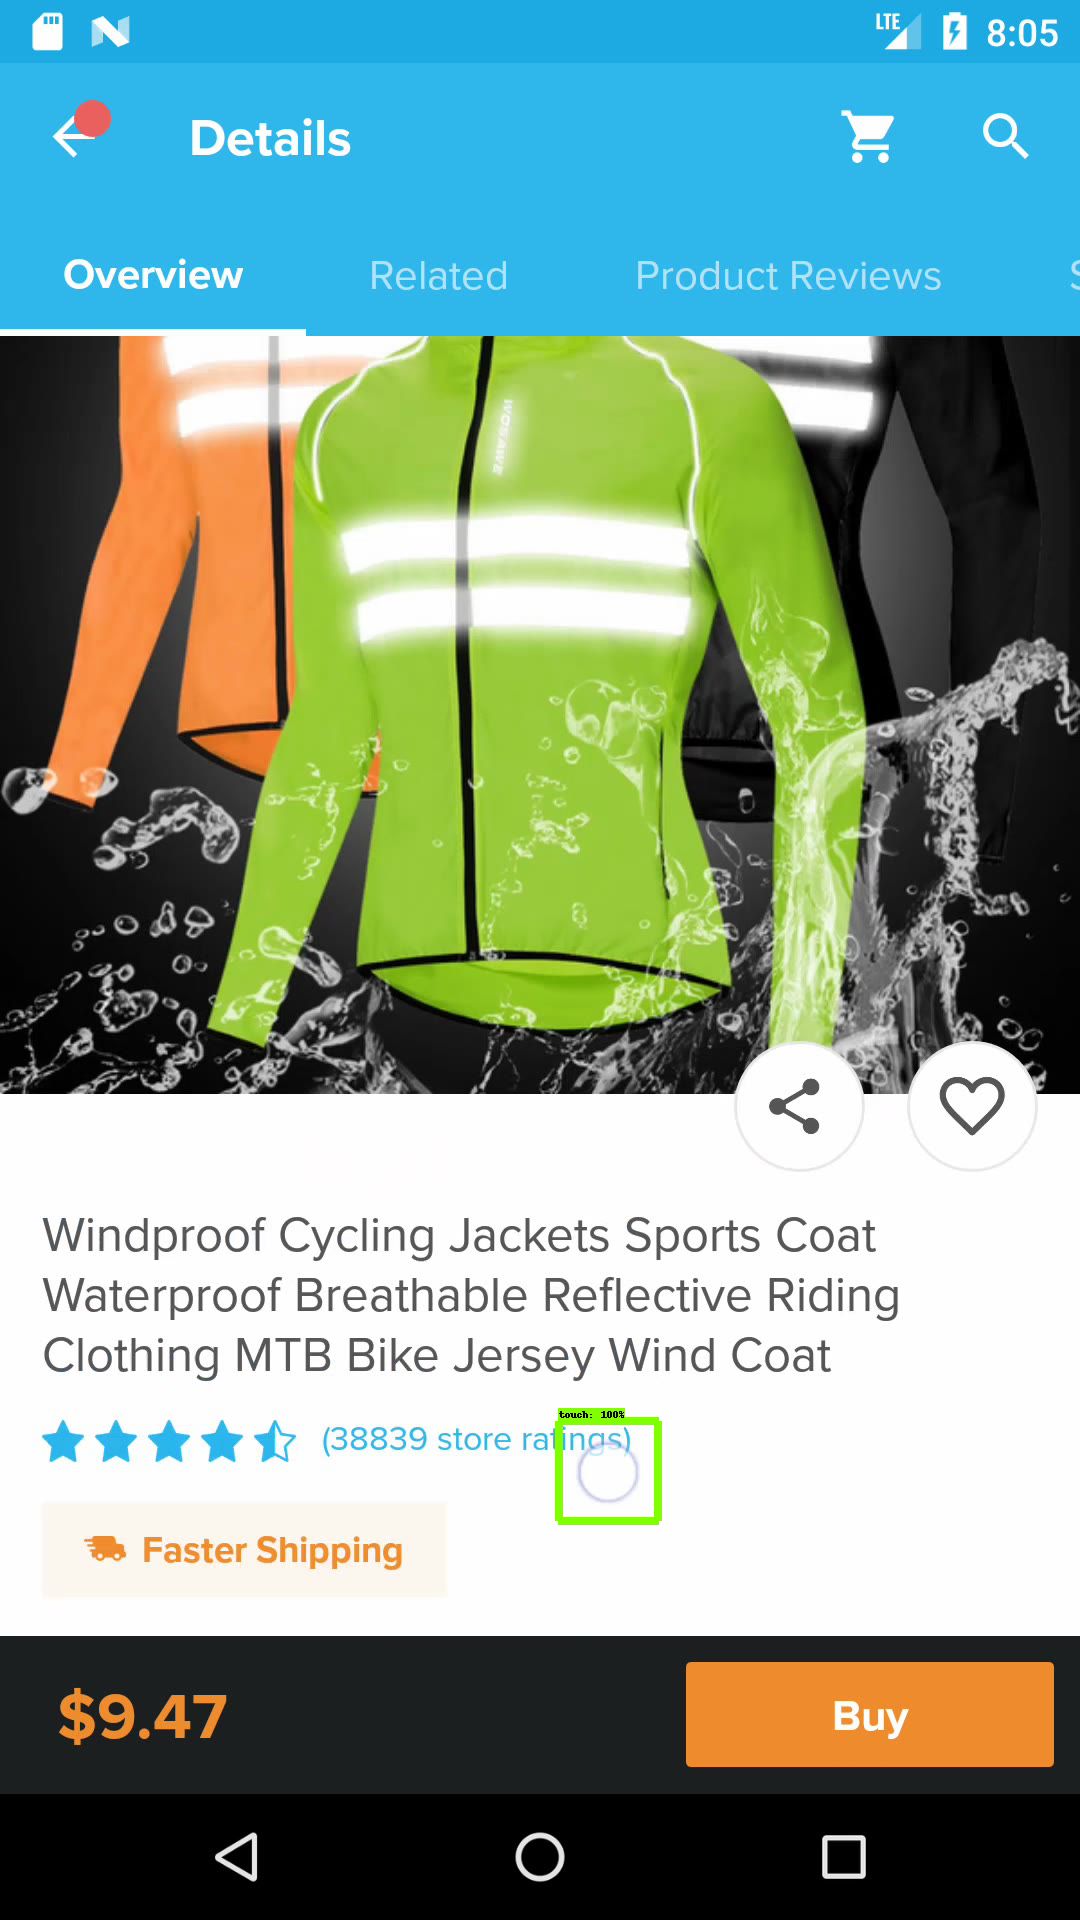 LTE 8:05
Details
Overview Related Product Reviews S
WOSAWE
Windproof Cycling Jackets Sports Coat
Waterproof Breathable Reflective Riding
Clothing MTB Bike Jersey Wind Coat
touch: 100%
(38839 store ratings)
Faster Shipping
$9.47 Buy